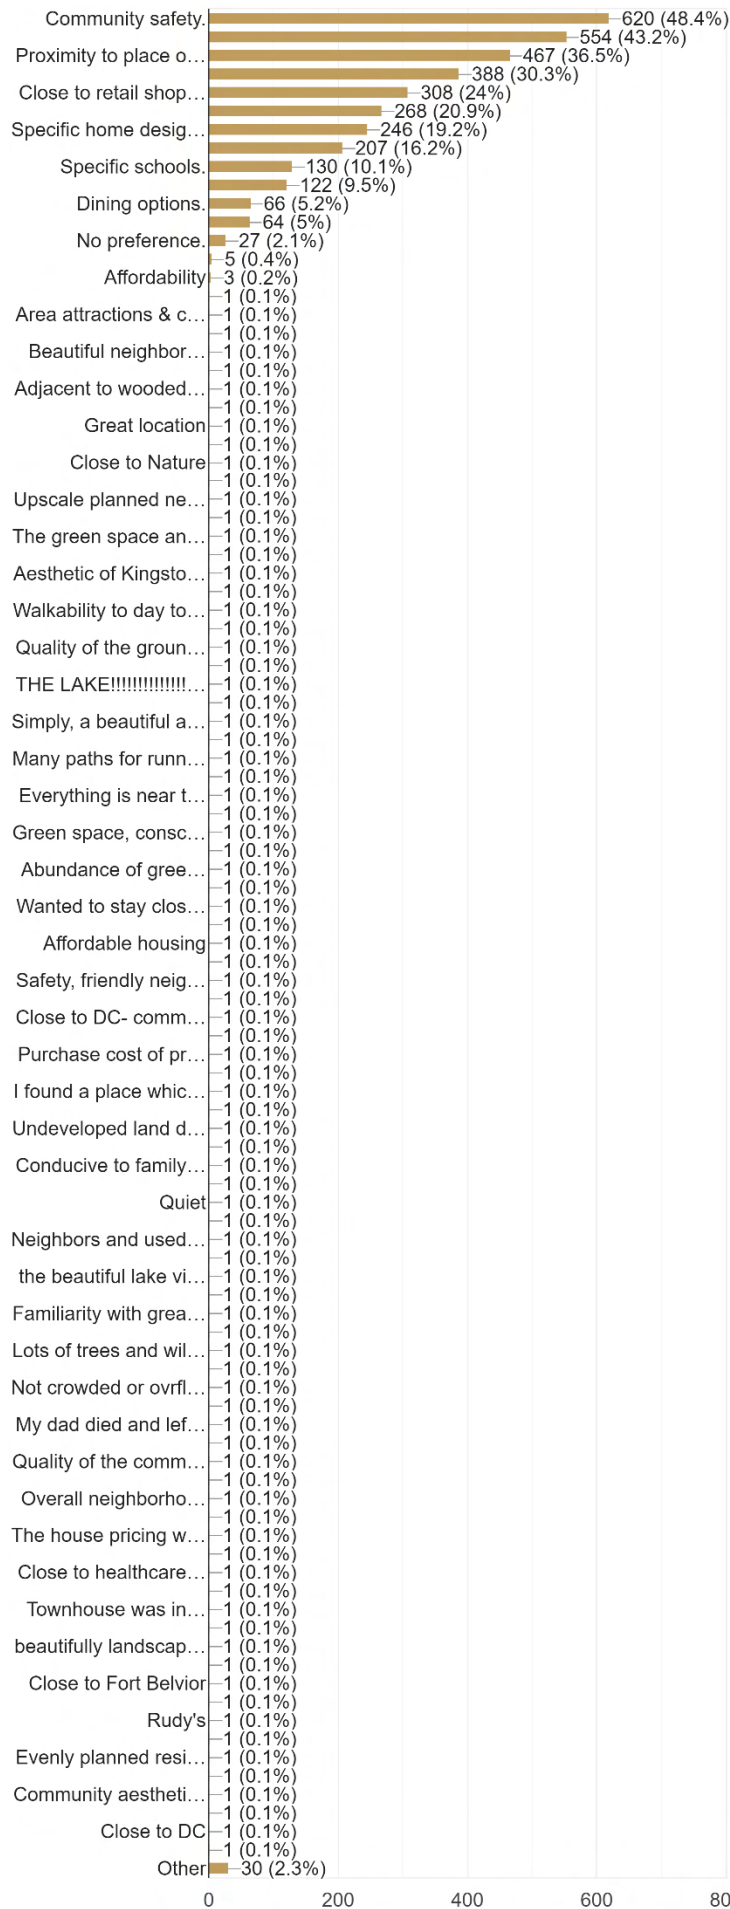 Community safety. 620 (48.4%)
554 (43.2%)
Proximity to place o… 467 (36.5%)
388 (30.3%)
Close to retail shop… 308 (24%)
268 (20.9%)
Specific home desig… 246 (19.2%)
207 (16.2%)
Specific schools. 130 (10.1%)
122 (9.5%)
Dining options. 66 (5.2%)
64 (5%)
No preference. 27 (2.1%)
5 (0.4%)
Affordability 3 (0.2%)
1 (0.1%)
Area attractions & c… 1 (0.1%)
1 (0.1%)
Beautiful neighbor… 1 (0.1%)
1 (0.1%)
Adjacent to wooded… 1 (0.1%)
1 (0.1%)
Great location 1 (0.1%)
1 (0.1%)
Close to Nature 1 (0.1%)
1 (0.1%)
Upscale planned ne… 1 (0.1%)
1 (0.1%)
The green space an… 1 (0.1%)
1 (0.1%)
Aesthetic of Kingsto… 1 (0.1%)
1 (0.1%)
Walkability to day to… 1 (0.1%)
1 (0.1%)
Quality of the groun… 1 (0.1%)
1 (0.1%)
THE LAKE!!!!!!!!!!!!!!… 1 (0.1%)
1 (0.1%)
Simply, a beautiful a… 1 (0.1%)
1 (0.1%)
Many paths for runn… 1 (0.1%)
1 (0.1%)
Everything is near t… 1 (0.1%)
1 (0.1%)
Green space, consc… 1 (0.1%)
1 (0.1%)
Abundance of gree… 1 (0.1%)
1 (0.1%)
Wanted to stay clos… 1 (0.1%)
1 (0.1%)
Affordable housing 1 (0.1%)
1 (0.1%)
Safety, friendly neig… 1 (0.1%)
1 (0.1%)
Close to DC- comm… 1 (0.1%)
1 (0.1%)
Purchase cost of pr… 1 (0.1%)
1 (0.1%)
I found a place whic… 1 (0.1%)
1 (0.1%)
Undeveloped land d… 1 (0.1%)
1 (0.1%)
Conducive to family… 1 (0.1%)
1 (0.1%)
Quiet 1 (0.1%)
1 (0.1%)
Neighbors and used… 1 (0.1%)
1 (0.1%)
the beautiful lake vi… 1 (0.1%)
1 (0.1%)
Familiarity with grea… 1 (0.1%)
1 (0.1%)
Lots of trees and wil… 1 (0.1%)
1 (0.1%)
Not crowded or ovrfl… 1 (0.1%)
1 (0.1%)
My dad died and lef… 1 (0.1%)
1 (0.1%)
Quality of the comm… 1 (0.1%)
1 (0.1%)
Overall neighborho… 1 (0.1%)
1 (0.1%)
The house pricing w… 1 (0.1%)
1 (0.1%)
Close to healthcare… 1 (0.1%)
1 (0.1%)
Townhouse was in… 1 (0.1%)
1 (0.1%)
beautifully landscap… 1 (0.1%)
1 (0.1%)
Close to Fort Belvior 1 (0.1%)
1 (0.1%)
Rudy's 1 (0.1%)
1 (0.1%)
Evenly planned resi… 1 (0.1%)
1 (0.1%)
Community aestheti… 1 (0.1%)
1 (0.1%)
Close to DC 1 (0.1%)
1 (0.1%)
Other 30 (2.3%)
0 200 400 600 80